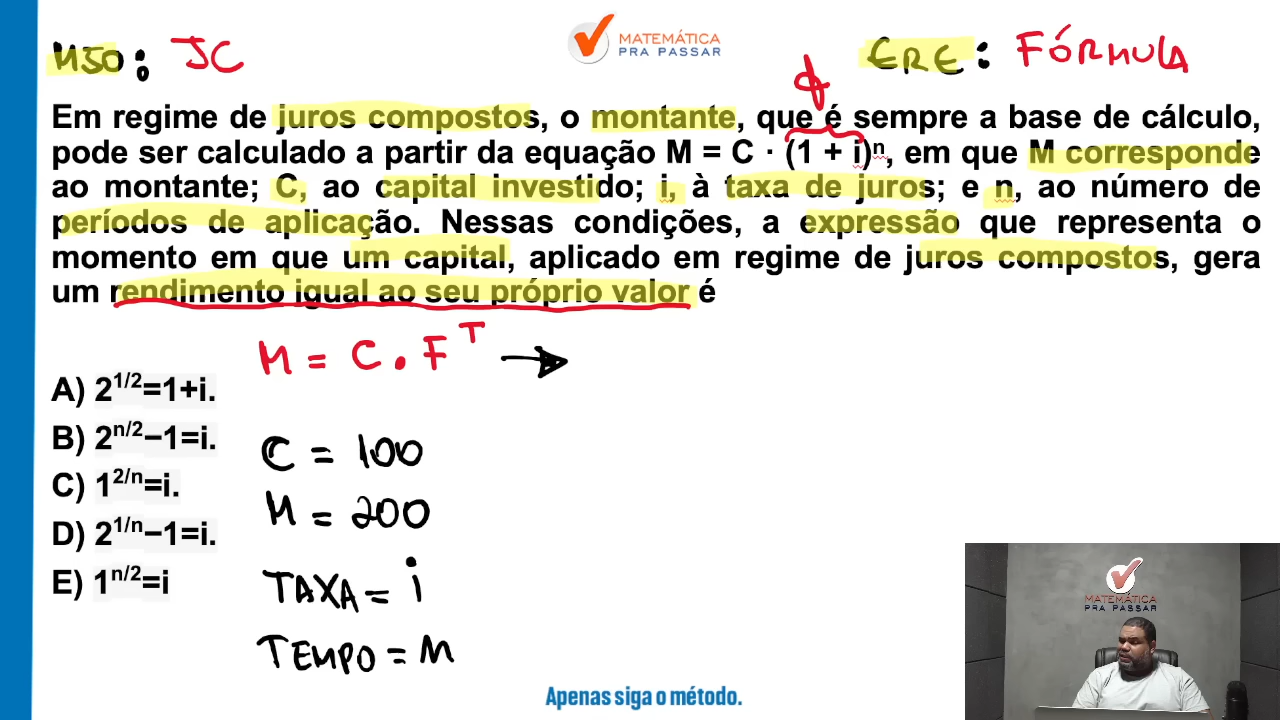 MJO: JC
MATEMÁTICA
PRA PASSAR
ERE: FÓRMULA
Em regime de juros compostos, o montante, que é sempre a base de cálculo,
pode ser calculado a partir da equação M = C · (1 + i)ⁿ, em que M corresponde
ao montante; C, ao capital investido; i, à taxa de juros; e n, ao número de
períodos de aplicação. Nessas condições, a expressão que representa o
momento em que um capital, aplicado em regime de juros compostos, gera
um rendimento igual ao seu próprio valor é
M = C . F^T →
A) 2^1/2=1+i.
B) 2^n/2−1=i.
C) 1^2/n=i.
D) 2^1/n−1=i.
E) 1^n/2=i
C = 100
M = 200
TAXA = i
TEMPO = M
MATEMÁTICA
PRA PASSAR
Apenas siga o método.